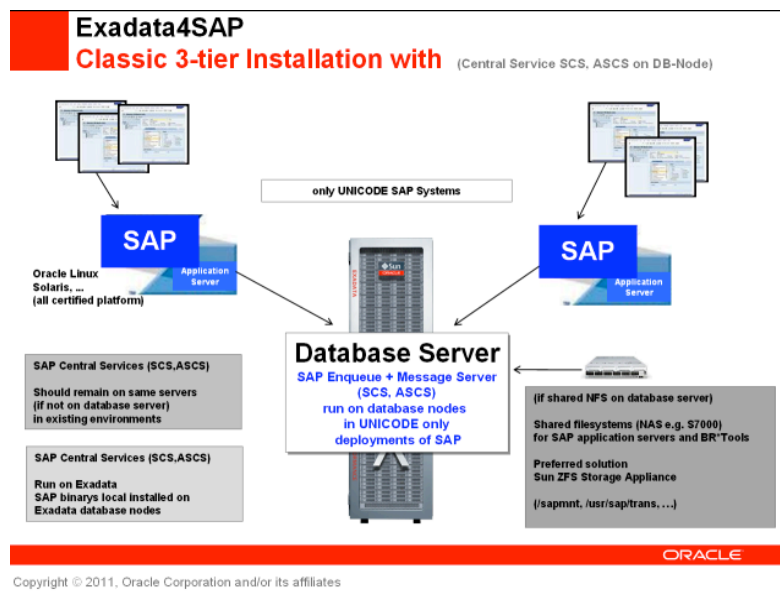 Exadata4SAP
Classic 3-tier Installation with (Central Service SCS, ASCS on DB-Node)
only UNICODE SAP Systems
SAP
Application
Server
Oracle Linux
Solaris, ...
(all certified platform)
SAP
Application
Server
Sun
ORACLE
EXADATA
Database Server
SAP Enqueue + Message Server
(SCS, ASCS)
run on database nodes
in UNICODE only
deployments of SAP
SAP Central Services (SCS,ASCS)
Should remain on same servers
(if not on database server)
in existing environments
SAP Central Services (SCS,ASCS)
Run on Exadata
SAP binarys local installed on
Exadata database nodes
(if shared NFS on database server)
Shared filesystems (NAS e.g. S7000)
for SAP application servers and BR*Tools
Preferred solution
Sun ZFS Storage Appliance
(/sapmnt, /usr/sap/trans, ...)
ORACLE
Copyright © 2011, Oracle Corporation and/or its affiliates